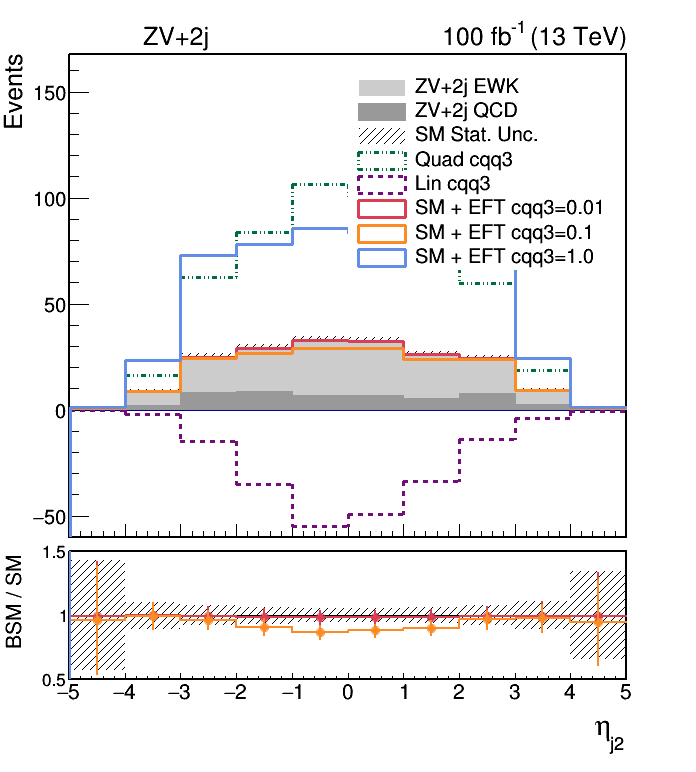 ZV+2j 100 fb-1 (13 TeV)
Events
150
100
50
0
−50
ZV+2j EWK
ZV+2j QCD
SM Stat. Unc.
Quad cqq3
Lin cqq3
SM + EFT cqq3=0.01
SM + EFT cqq3=0.1
SM + EFT cqq3=1.0
BSM / SM
1.5
1
0.5
−5 −4 −3 −2 −1 0 1 2 3 4 5
ηj2